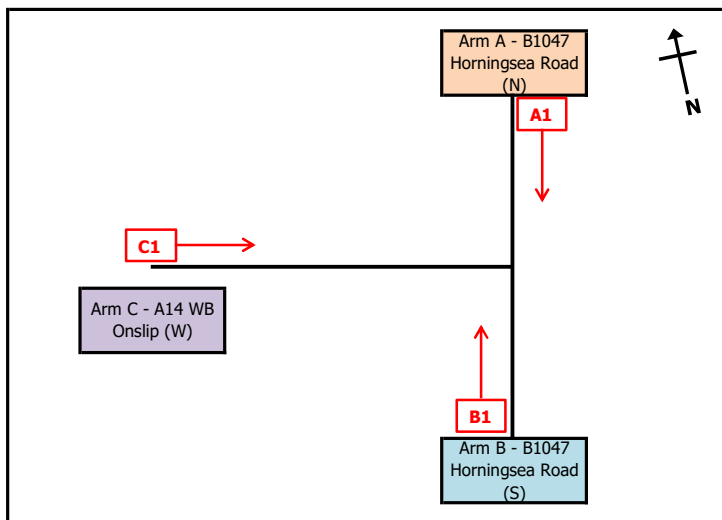 Arm A - B1047
Horningsea Road
(N)
A1
N
C1
Arm C - A14 WB
Onslip (W)
B1
Arm B - B1047
Horningsea Road
(S)